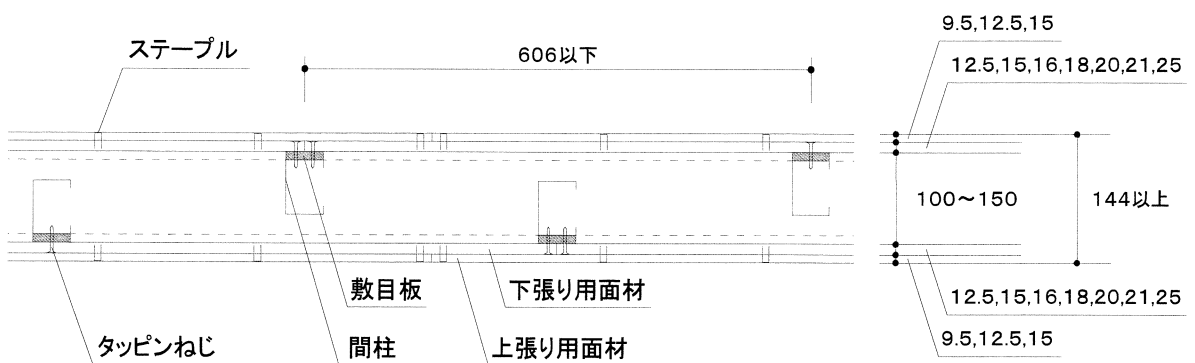 9.5,12.5,15
ステープル
606以下
12.5,15,16,18,20,21,25
100～150
144以上
敷目板
下張り用面材
12.5,15,16,18,20,21,25
タッピンねじ
間柱
上張り用面材
9.5,12.5,15